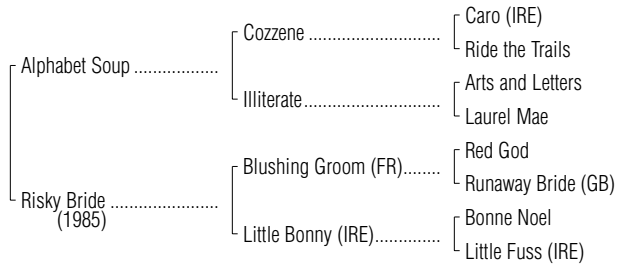 Caro (IRE)
Cozzene ..............................
Ride the Trails
Alphabet Soup ..................
Arts and Letters
Illiterate ...............................
Laurel Mae
Red God
Blushing Groom (FR) ........
Runaway Bride (GB)
Risky Bride .......................
(1985)
Bonne Noel
Little Bonny (IRE) ..............
Little Fuss (IRE)